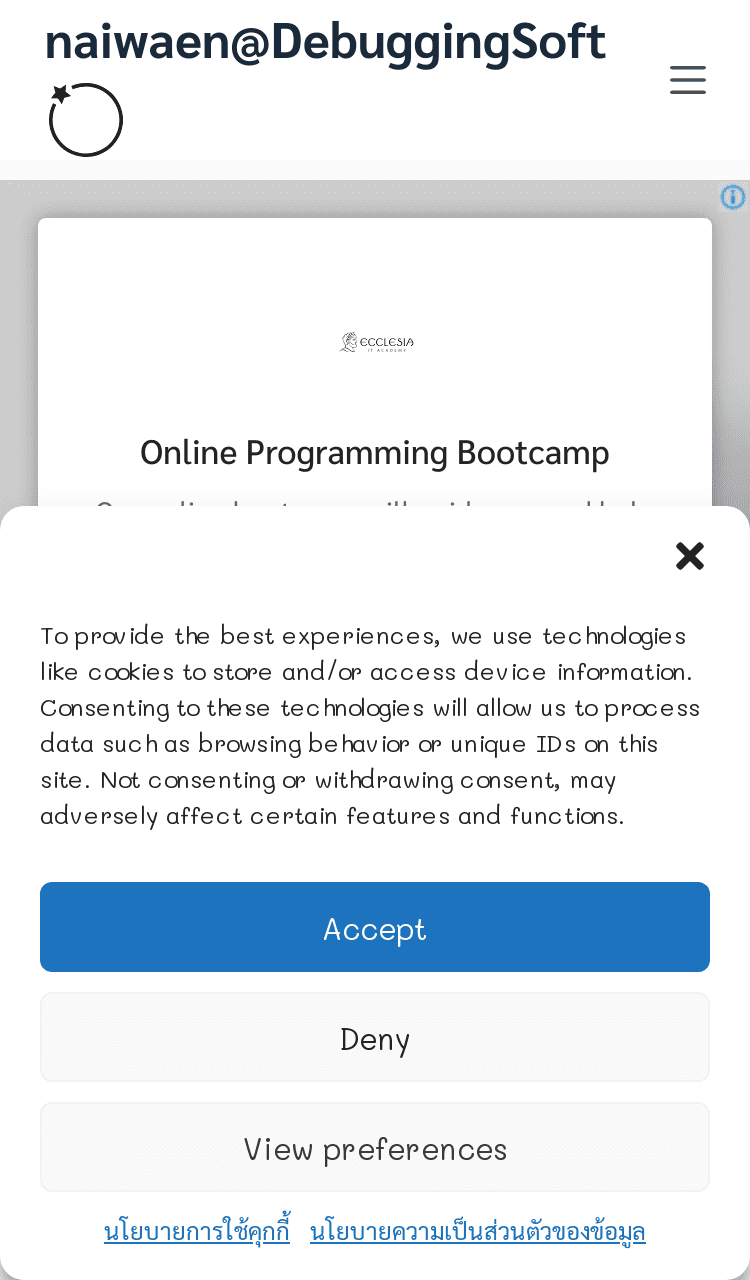 naiwaen@DebuggingSoft
ECCLESIA
IT ACADEMY
Online Programming Bootcamp
To provide the best experiences, we use technologies
like cookies to store and/or access device information.
Consenting to these technologies will allow us to process
data such as browsing behavior or unique IDs on this
site. Not consenting or withdrawing consent, may
adversely affect certain features and functions.
Accept
Deny
View preferences
นโยบายการใช้คุกกี้ นโยบายความเป็นส่วนตัวของข้อมูล